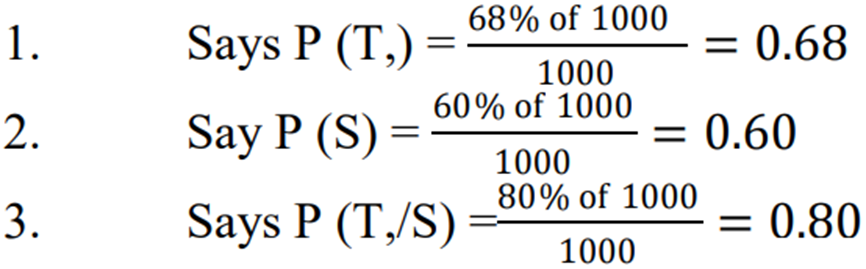 1. Says P (T,) = 68% of 1000 / 1000 = 0.68
2. Say P (S) = 60% of 1000 / 1000 = 0.60
3. Says P (T,/S) = 80% of 1000 / 1000 = 0.80